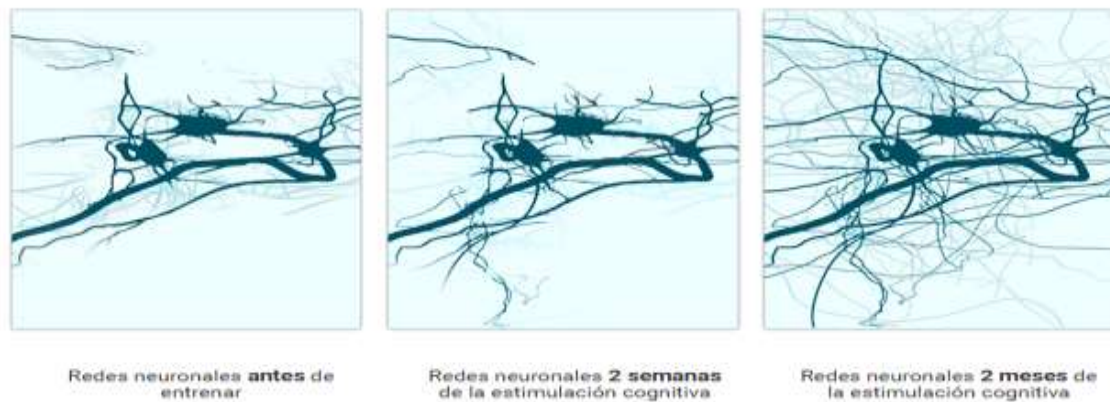 Redes neuronales antes de
entrenar
Redes neuronales 2 semanas
de la estimulación cognitiva
Redes neuronales 2 meses de
la estimulación cognitiva